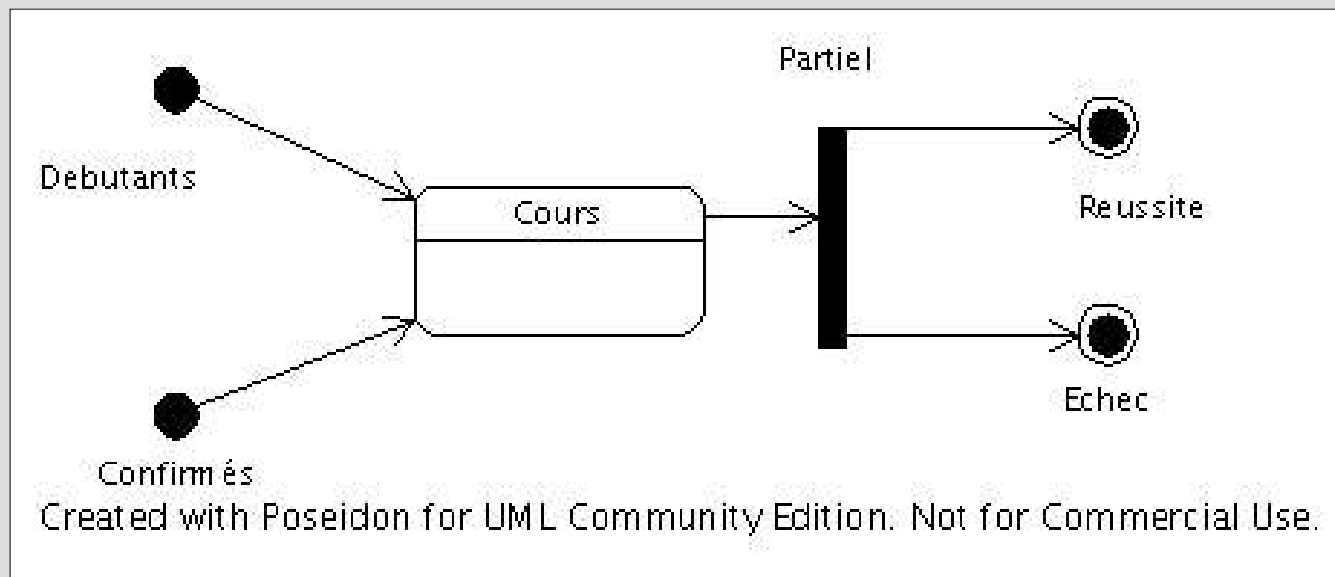 Partiel
Debutants
Cours
Reussite
Echec
Confirmés
Created with Poseidon for UML Community Edition. Not for Commercial Use.